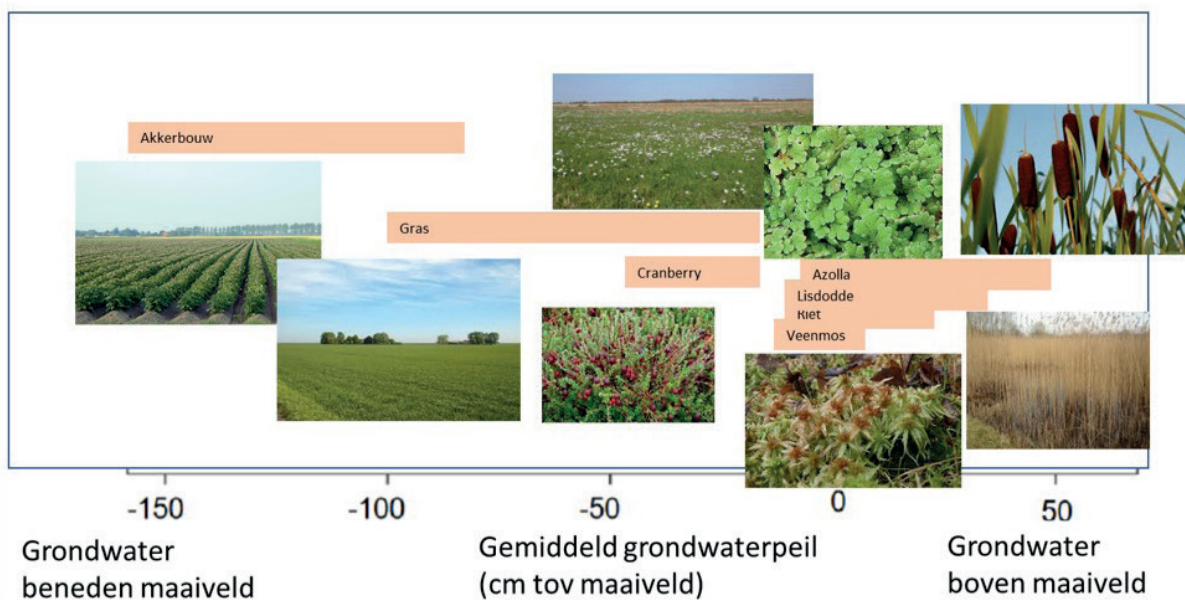 Akkerbouw
Gras
Cranberry
Azolla
Lisdodde
Riet
Veenmos
-150
-100
-50
0
50
Grondwater
beneden maaiveld
Gemiddeld grondwaterpeil
(cm tov maaiveld)
Grondwater
boven maaiveld